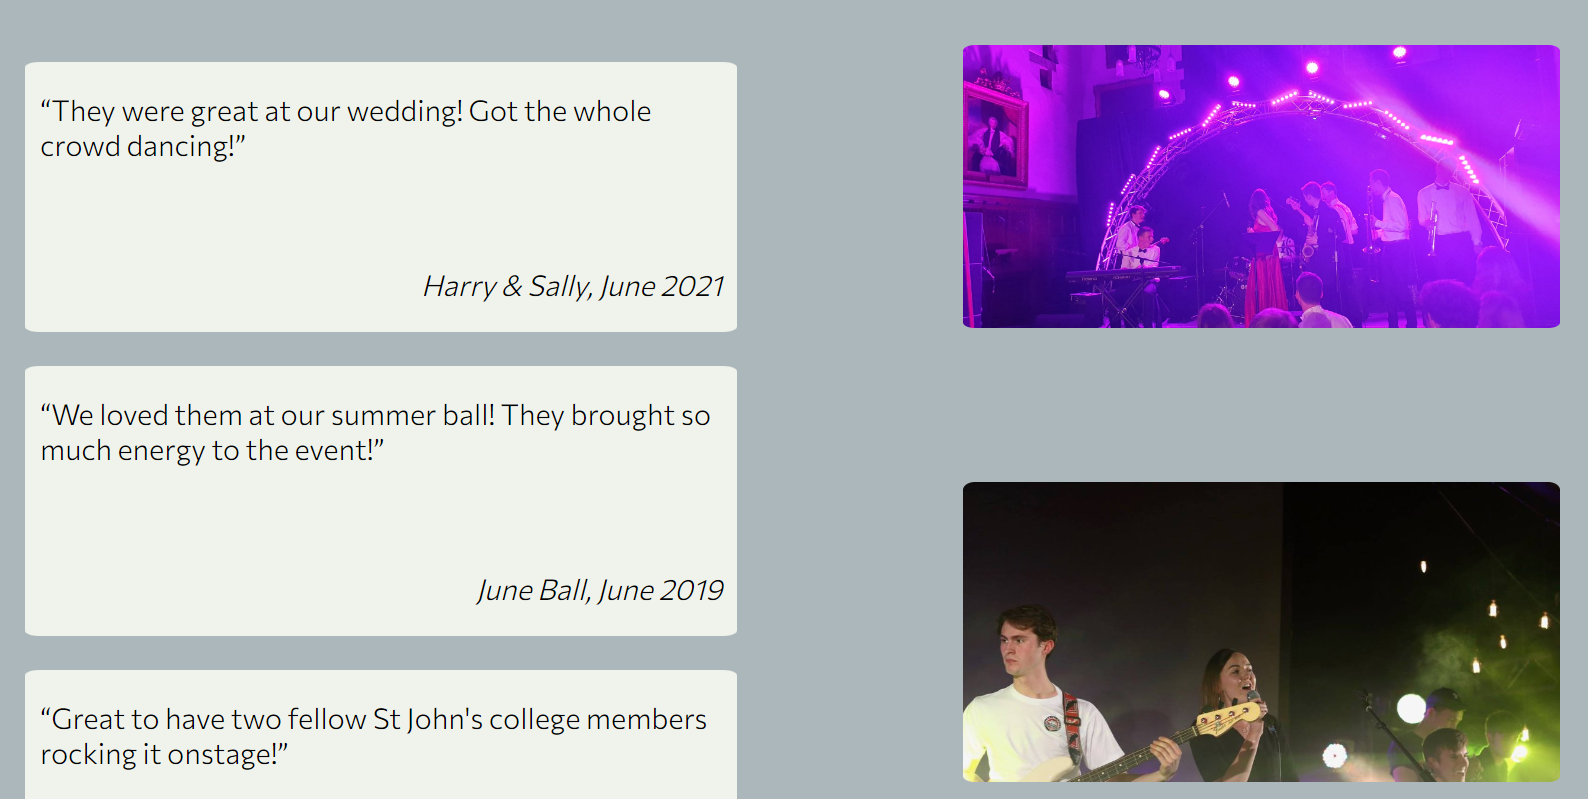 “They were great at our wedding! Got the whole
crowd dancing!”
Harry & Sally, June 2021
“We loved them at our summer ball! They brought so
much energy to the event!”
June Ball, June 2019
“Great to have two fellow St John's college members
rocking it onstage!”